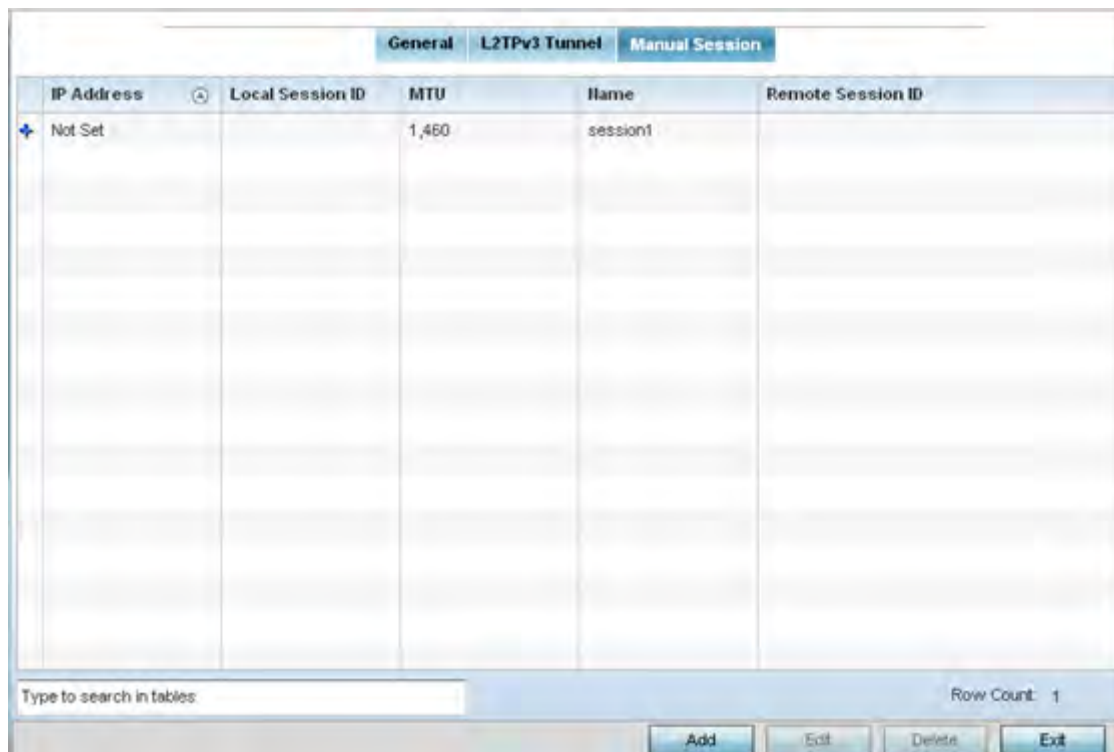 General L2TPv3 Tunnel Manual Session
IP Address Local Session ID MTU Name Remote Session ID
Not Set 1,460 session1
Type to search in tables
Row Count: 1
Add Edit Delete Exit